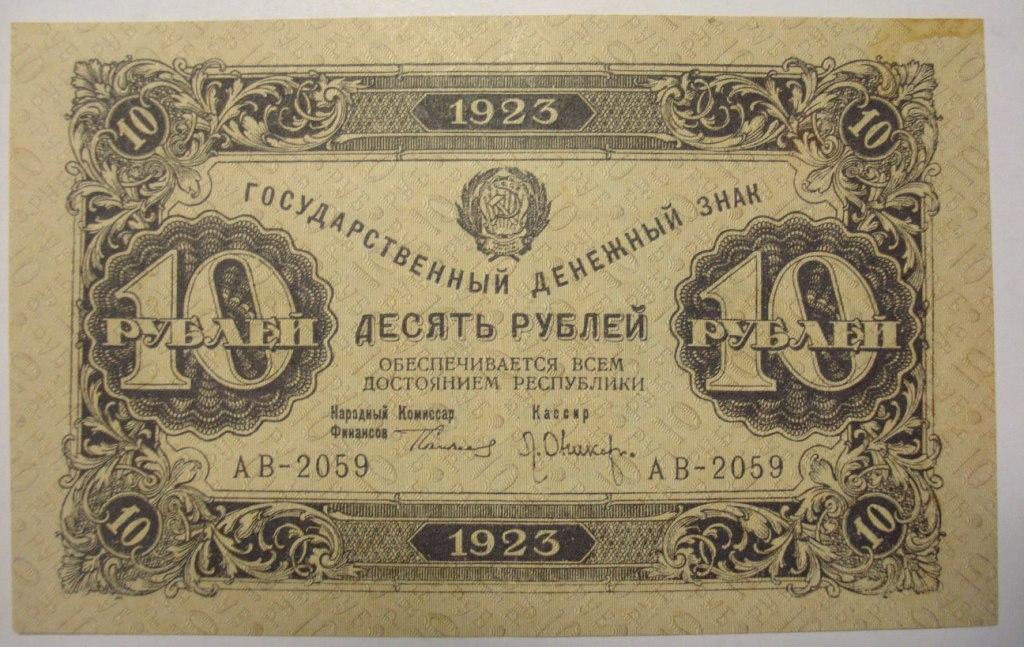 1923
10 10
ГОСУДАРСТВЕННЫЙ ДЕНЕЖНЫЙ ЗНАК
10 РУБЛЕЙ
ДЕСЯТЬ РУБЛЕЙ
10 РУБЛЕЙ
ОБЕСПЕЧИВАЕТСЯ ВСЕМ
ДОСТОЯНИЕМ РЕСПУБЛИКИ
Народный Комиссар
Финансов
Кассир
АВ-2059 АВ-2059
10 10
1923